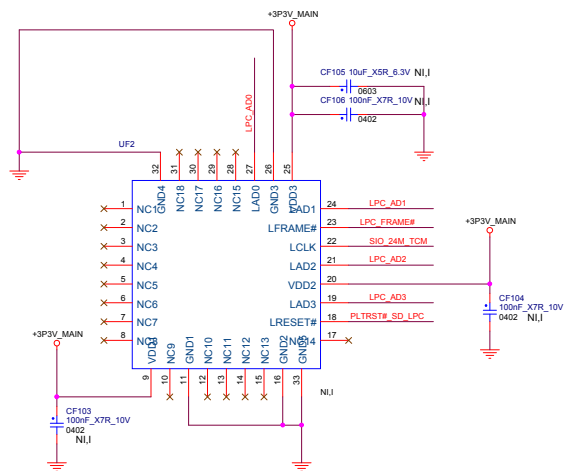 +3P3V_MAIN
CF105 10uF_X5R_6.3V NI,I
0603
CF106 100nF_X7R_10V NI,I
0402
LPC_AD0
UF2
32 31 30 29 28 27 26 25
GND4 NC18 NC17 NC16 NC15 LAD0 GND3 VDD3
1 NC1 LAD1 24 LPC_AD1
2 NC2 LFRAME# 23 LPC_FRAME#
3 NC3 LCLK 22 SIO_24M_TCM
4 NC4 LAD2 21 LPC_AD2
5 NC5 VDD2 20
6 NC6 LAD3 19 LPC_AD3
7 NC7 LRESET# 18 PLTRST#_SD_LPC
8 NC8 NC14 17
+3P3V_MAIN
CF104
100nF_X7R_10V
0402 NI,I
+3P3V_MAIN
VDD1 NC9 GND1 NC10 NC11 NC12 NC13 GND2 GND5
9 10 11 12 13 14 15 16 33
NI,I
CF103
100nF_X7R_10V
0402
NI,I